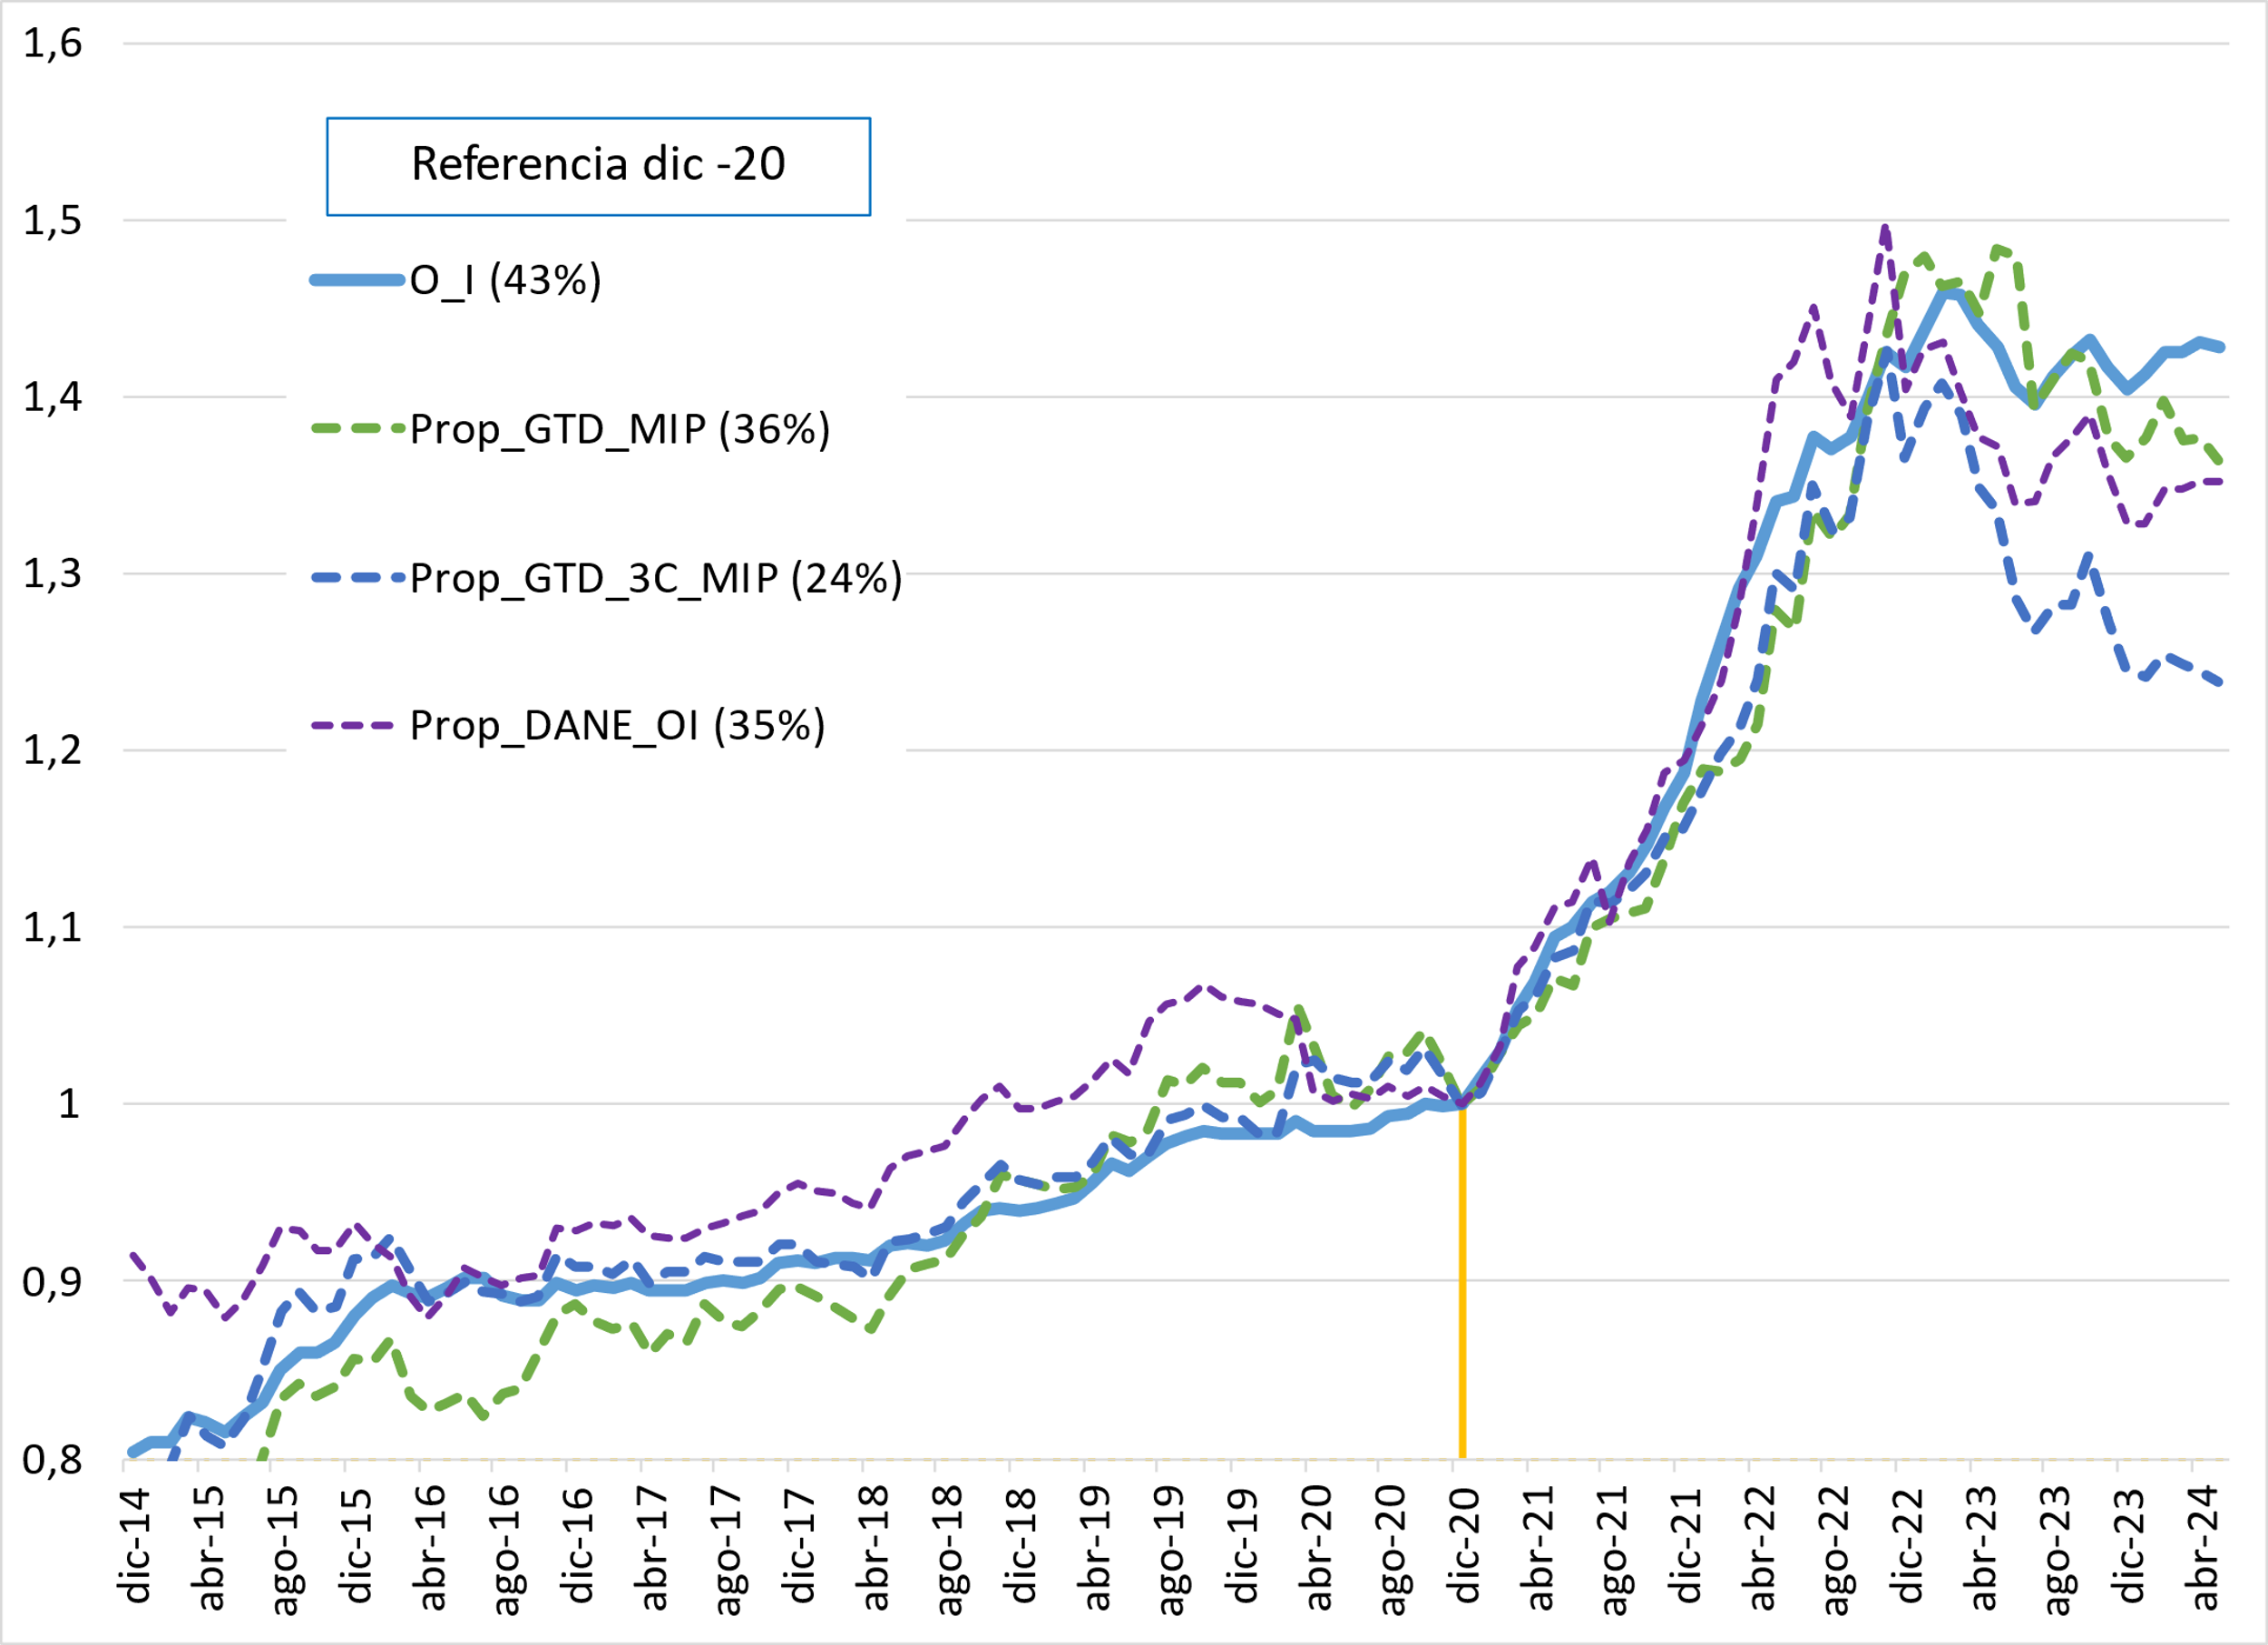 1,6
1,5
1,4
1,3
1,2
1,1
1
0,9
0,8
Referencia dic -20
O_I (43%)
Prop_GTD_MIP (36%)
Prop_GTD_3C_MIP (24%)
Prop_DANE_OI (35%)
dic-14
abr-15
ago-15
dic-15
abr-16
ago-16
dic-16
abr-17
ago-17
dic-17
abr-18
ago-18
dic-18
abr-19
ago-19
dic-19
abr-20
ago-20
dic-20
abr-21
ago-21
dic-21
abr-22
ago-22
dic-22
abr-23
ago-23
dic-23
abr-24